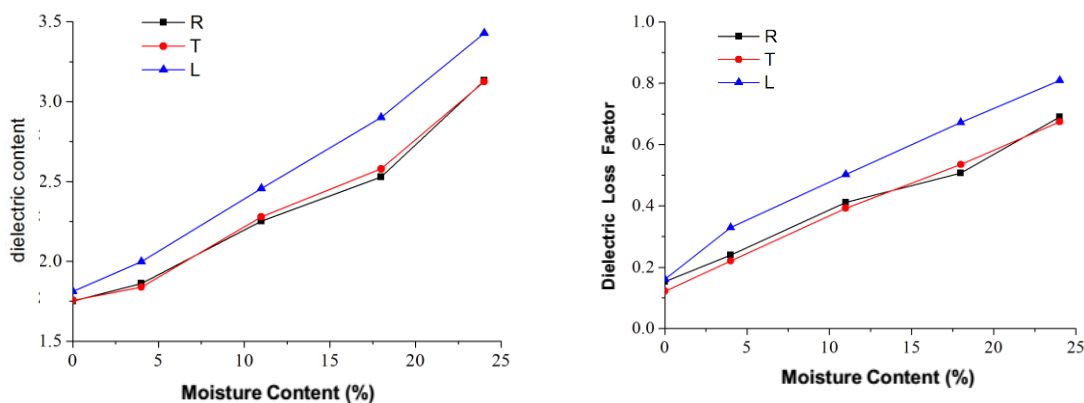 3.5
3.0
2.5
2.0
1.5
dielectric content
R
T
L
0
5
10
15
20
25
Moisture Content (%)
1.0
0.8
0.6
0.4
0.2
0.0
Dielectric Loss Factor
R
T
L
0
5
10
15
20
25
Moisture Content (%)